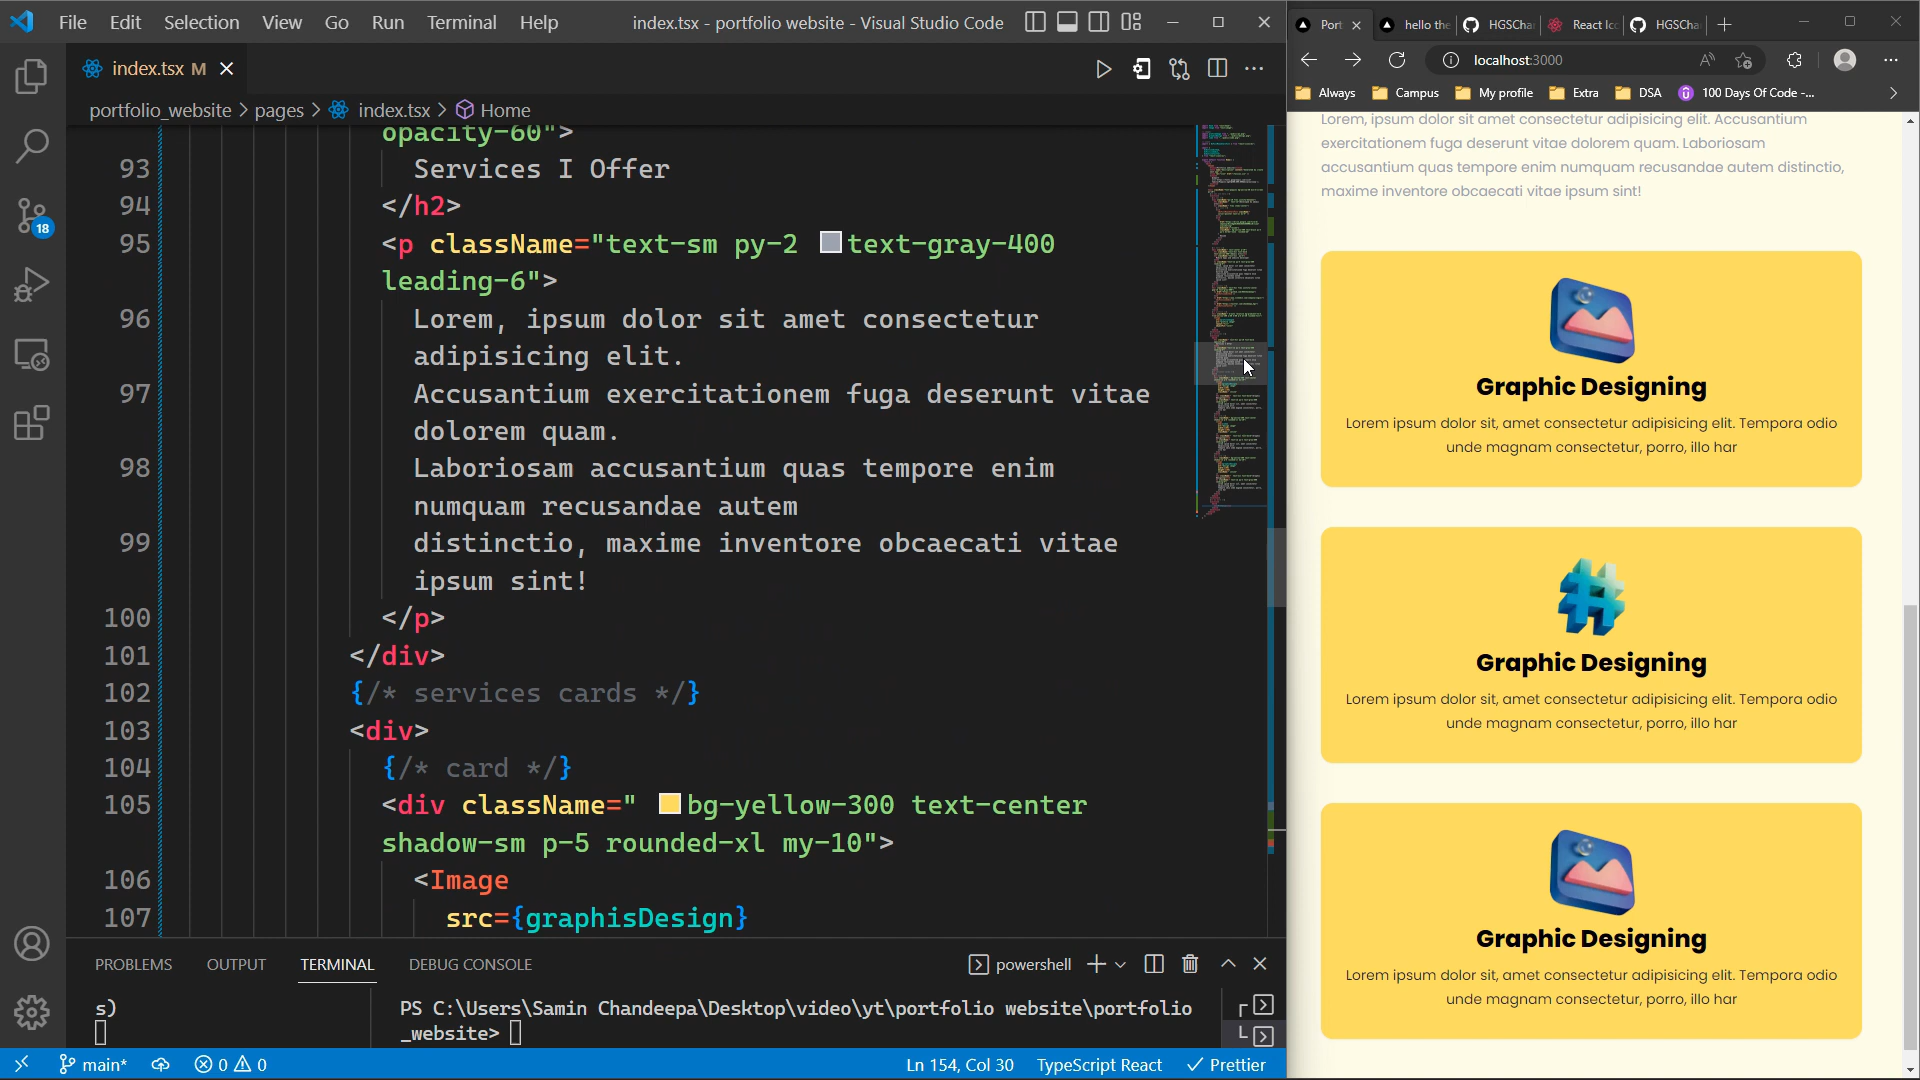 File Edit Selection View Go Run Terminal Help index.tsx - portfolio website - Visual Studio Code
index.tsx M
portfolio_website > pages > index.tsx > Home
opacity-60">
93 Services I Offer
94 </h2>
95 <p className="text-sm py-2 text-gray-400
leading-6">
96 Lorem, ipsum dolor sit amet consectetur
adipisicing elit.
97 Accusantium exercitationem fuga deserunt vitae
dolorem quam.
98 Laboriosam accusantium quas tempore enim
numquam recusandae autem
99 distinctio, maxime inventore obcaecati vitae
ipsum sint!
100 </p>
101 </div>
102 {/* services cards */}
103 <div>
104 {/* card */}
105 <div className=" bg-yellow-300 text-center
shadow-sm p-5 rounded-xl my-10">
106 <Image
107 src={graphisDesign}
18
PROBLEMS OUTPUT TERMINAL DEBUG CONSOLE powershell
s)
PS C:\Users\Samin Chandeepa\Desktop\video\yt\portfolio website\portfolio
_website>
main* 0 0 Ln 154, Col 30 TypeScript React Prettier
Port hello the HGSCha React Ic HGSCha
localhost:3000
Always Campus My profile Extra DSA 100 Days Of Code -...
Lorem, ipsum dolor sit amet consectetur adipisicing elit. Accusantium
exercitationem fuga deserunt vitae dolorem quam. Laboriosam
accusantium quas tempore enim numquam recusandae autem distinctio,
maxime inventore obcaecati vitae ipsum sint!
Graphic Designing
Lorem ipsum dolor sit, amet consectetur adipisicing elit. Tempora odio
unde magnam consectetur, porro, illo har
Graphic Designing
Lorem ipsum dolor sit, amet consectetur adipisicing elit. Tempora odio
unde magnam consectetur, porro, illo har
Graphic Designing
Lorem ipsum dolor sit, amet consectetur adipisicing elit. Tempora odio
unde magnam consectetur, porro, illo har